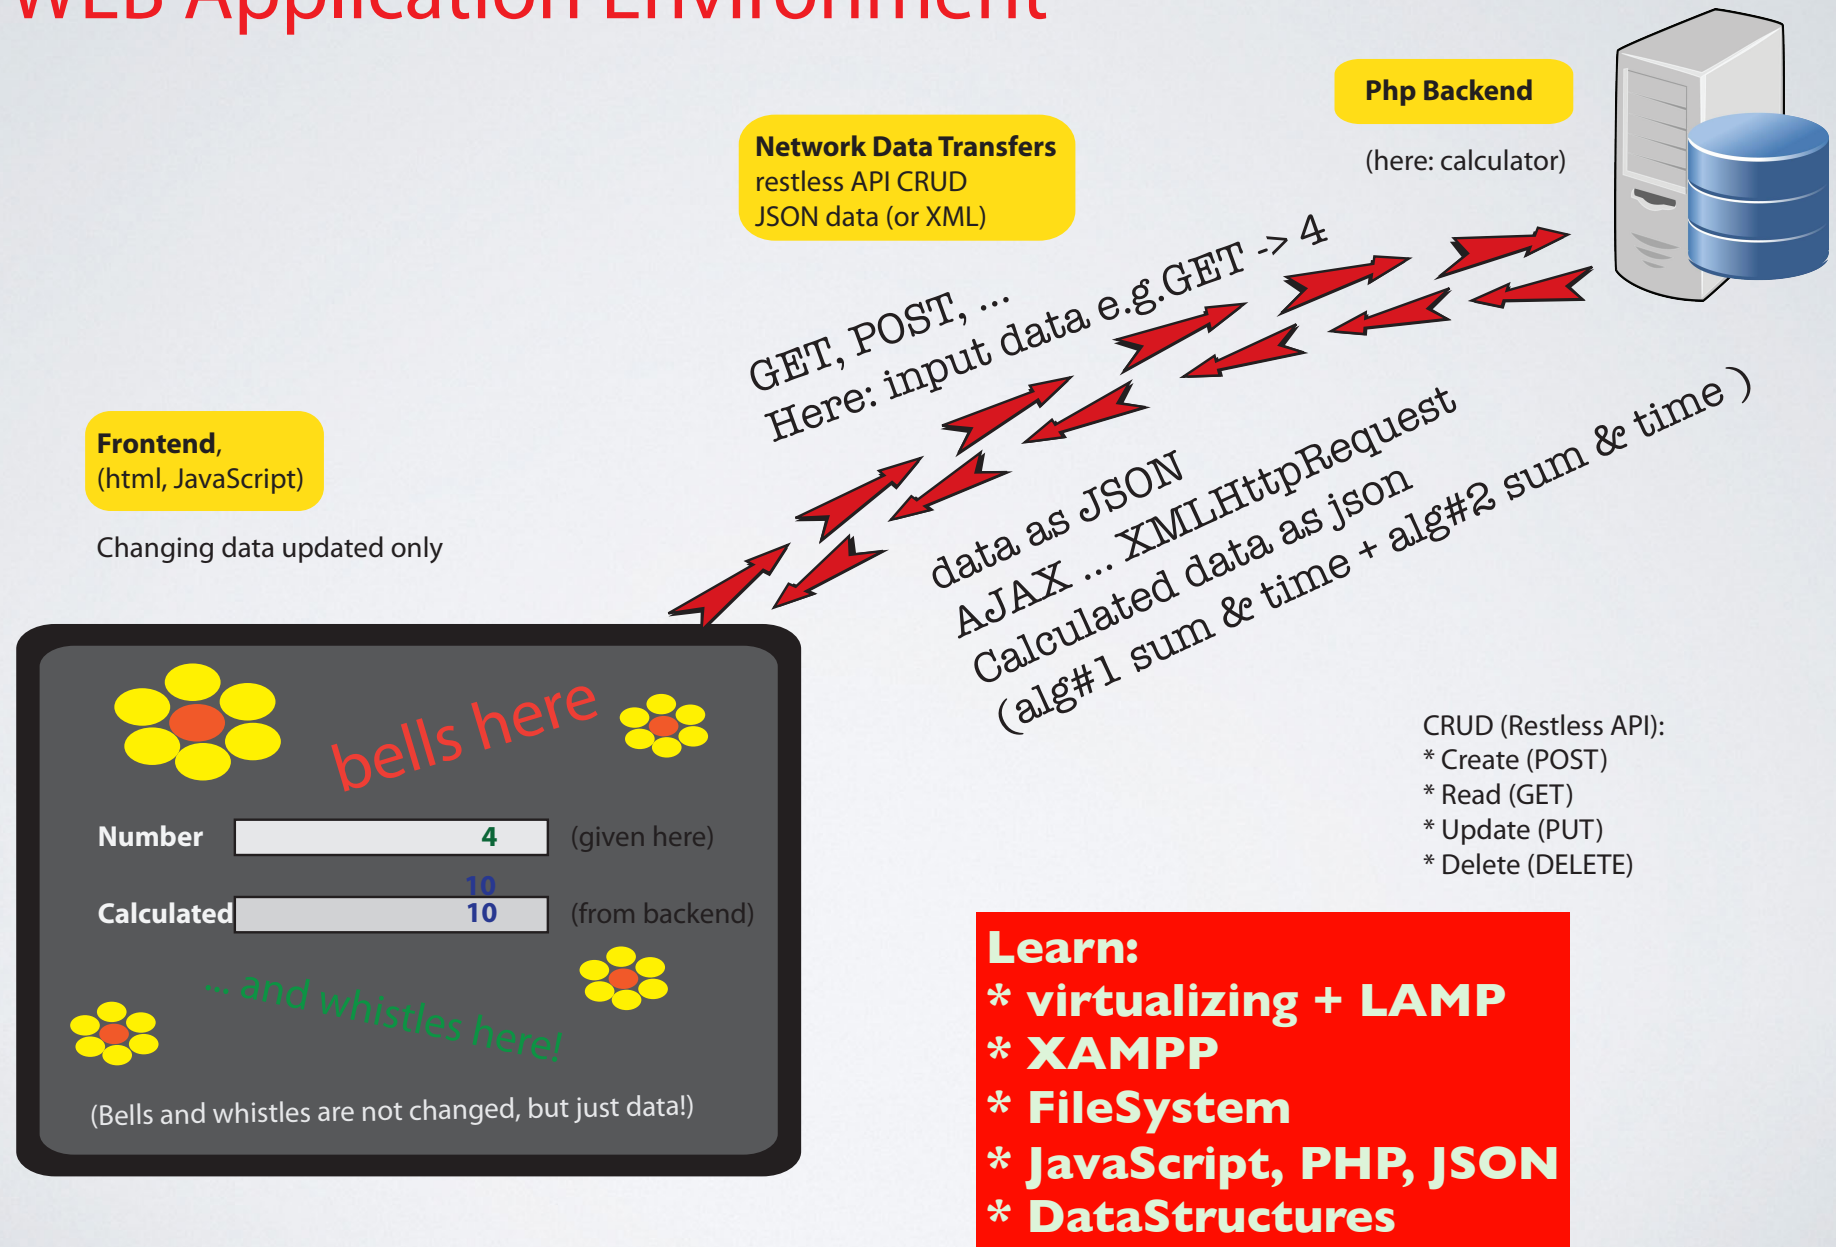 WEB Application Environment
Php Backend
(here: calculator)
Network Data Transfers
restless API CRUD
JSON data (or XML)
GET, POST, ...
Here: input data e.g.GET -> 4
Frontend,
(html, JavaScript)
Changing data updated only
data as JSON
AJAX ... XMLHttpRequest
Calculated data as json
(alg#1 sum & time + alg#2 sum & time )
bells here
Number 4 (given here)
10
Calculated 10 (from backend)
... and whistles here!
(Bells and whistles are not changed, but just data!)
CRUD (Restless API):
* Create (POST)
* Read (GET)
* Update (PUT)
* Delete (DELETE)
Learn:
* virtualizing + LAMP
* XAMPP
* FileSystem
* JavaScript, PHP, JSON
* DataStructures